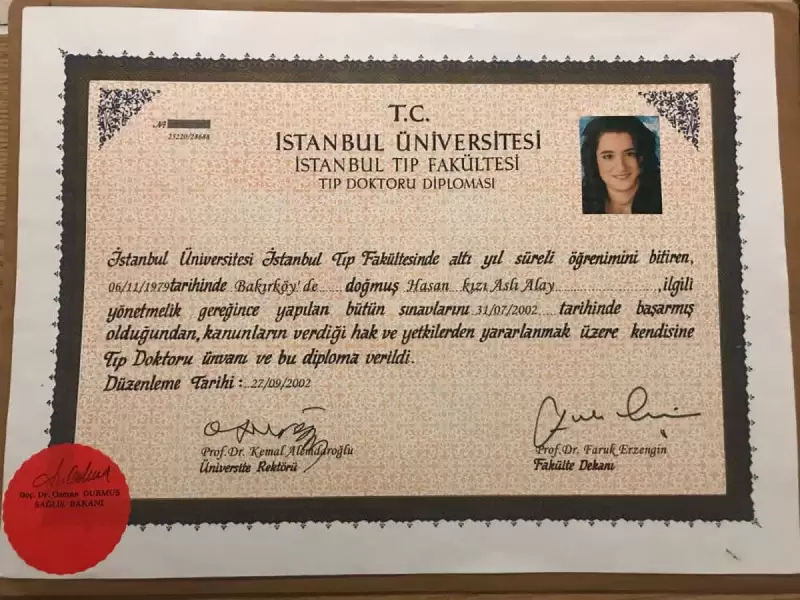 T.C.
İSTANBUL ÜNİVERSİTESİ
İSTANBUL TIP FAKÜLTESİ
TIP DOKTORU DİPLOMASI
Nº
23220/24648
İstanbul Üniversitesi İstanbul Tıp Fakültesinde altı yıl süreli öğrenimini bitiren,
06/11/1979 tarihinde Bakırköy'de ...... doğmuş Hasan kızı Aslı Alay ......................, ilgili
yönetmelik gereğince yapılan bütün sınavlarını 31/07/2002 ..... tarihinde başarmış
olduğundan, kanunların verdiği hak ve yetkilerden yararlanmak üzere kendisine
Tıp Doktoru ünvanı ve bu diploma verildi.
Düzenleme Tarihi : ..27/09/2002
Prof.Dr. Kemal Alemdaroğlu
Üniversite Rektörü
Prof.Dr. Faruk Erzengin
Fakülte Dekanı
Doç. Dr. Osman DURMUŞ
SAĞLIK BAKANI